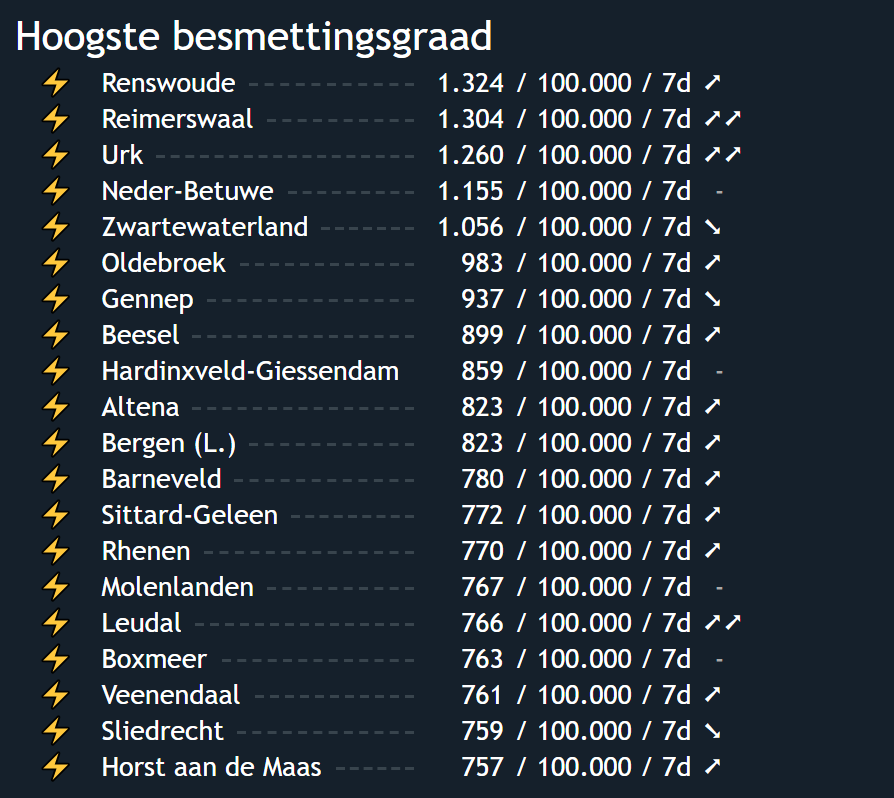 Hoogste besmettingsgraad
Renswoude 1.324 / 100.000 / 7d ➚
Reimerswaal 1.304 / 100.000 / 7d ➚➚
Urk 1.260 / 100.000 / 7d ➚➚
Neder-Betuwe 1.155 / 100.000 / 7d -
Zwartewaterland 1.056 / 100.000 / 7d ➘
Oldebroek 983 / 100.000 / 7d ➚
Gennep 937 / 100.000 / 7d ➘
Beesel 899 / 100.000 / 7d ➚
Hardinxveld-Giessendam 859 / 100.000 / 7d -
Altena 823 / 100.000 / 7d ➚
Bergen (L.) 823 / 100.000 / 7d ➚
Barneveld 780 / 100.000 / 7d ➚
Sittard-Geleen 772 / 100.000 / 7d ➚
Rhenen 770 / 100.000 / 7d ➚
Molenlanden 767 / 100.000 / 7d -
Leudal 766 / 100.000 / 7d ➚➚
Boxmeer 763 / 100.000 / 7d -
Veenendaal 761 / 100.000 / 7d ➚
Sliedrecht 759 / 100.000 / 7d ➘
Horst aan de Maas 757 / 100.000 / 7d ➚